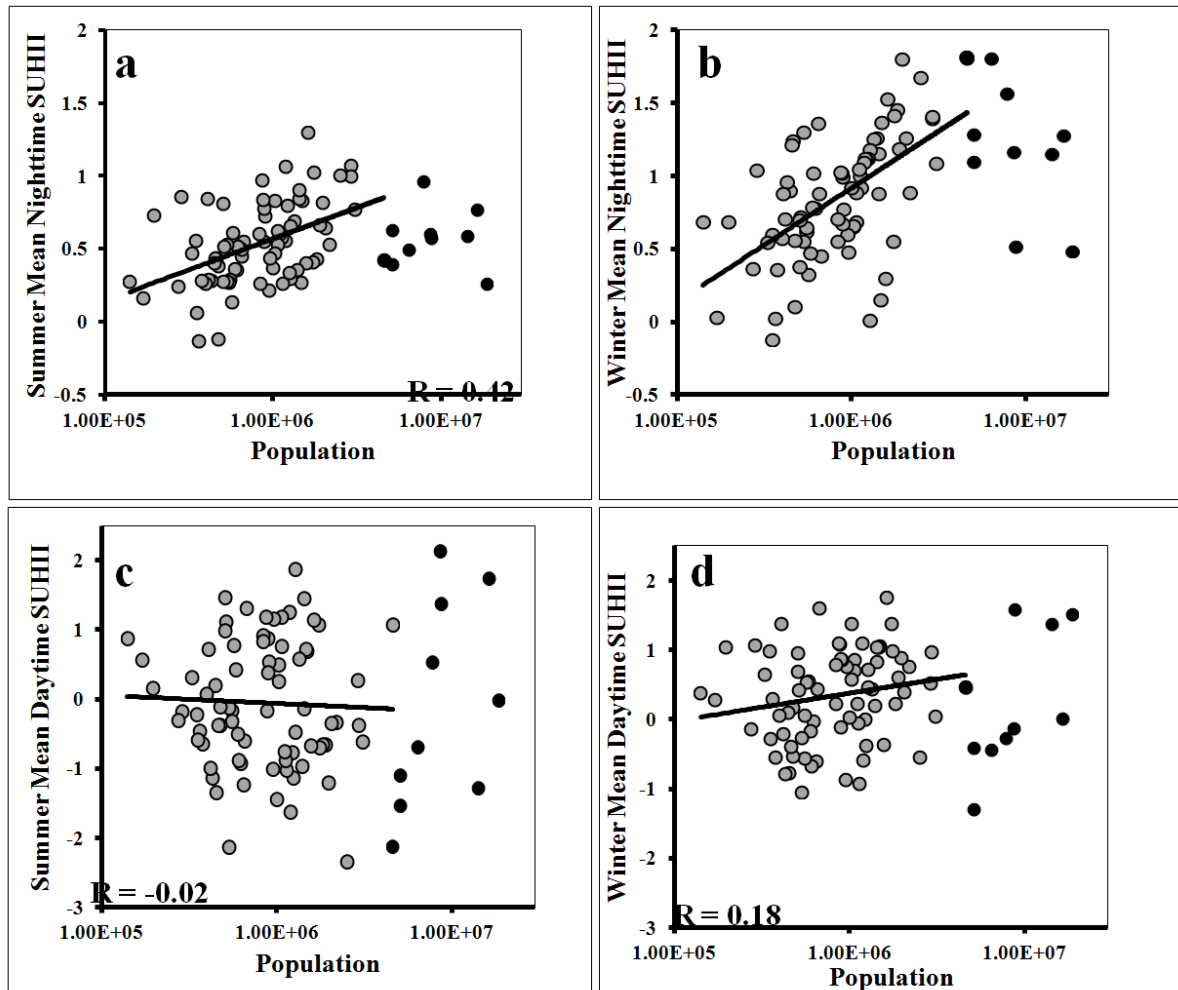 a
Summer Mean Nighttime SUHII
2
1.5
1
0.5
0
-0.5
R = 0.42
1.00E+05 1.00E+06 1.00E+07
Population
b
Winter Mean Nighttime SUHII
2
1.5
1
0.5
0
-0.5
1.00E+05 1.00E+06 1.00E+07
Population
c
Summer Mean Daytime SUHII
2
1
0
-1
-2
-3
R = -0.02
1.00E+05 1.00E+06 1.00E+07
Population
d
Winter Mean Daytime SUHII
2
1
0
-1
-2
-3
R = 0.18
1.00E+05 1.00E+06 1.00E+07
Population